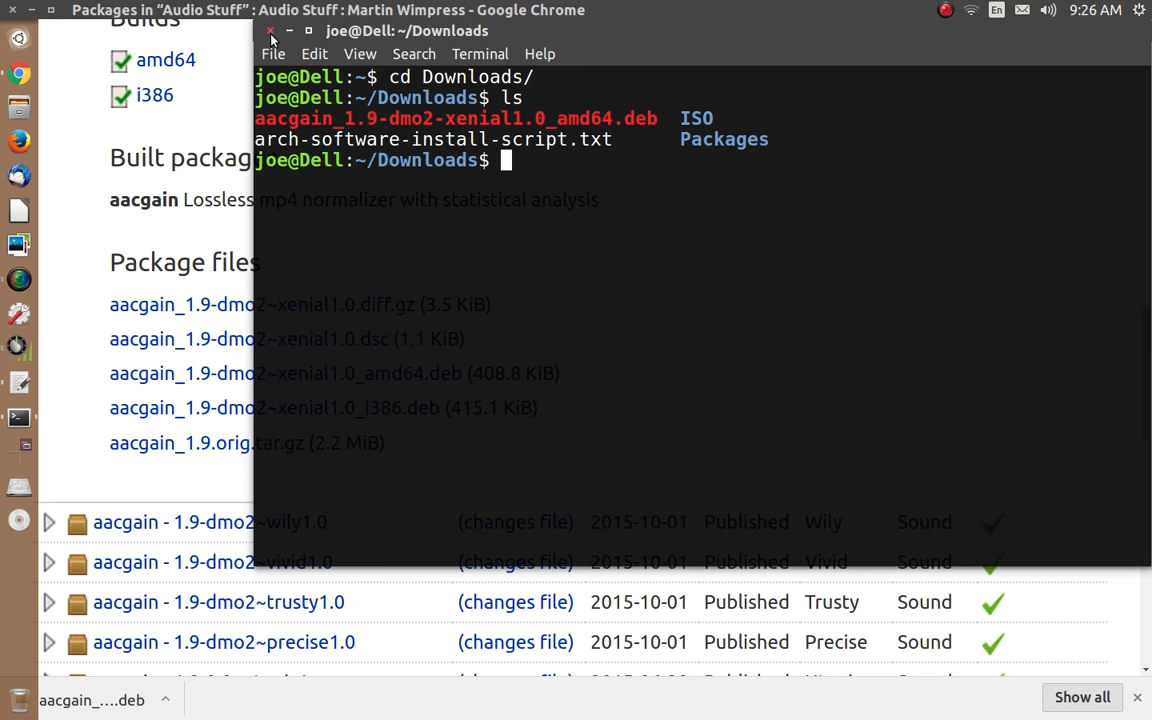 Packages in “Audio Stuff” : Audio Stuff : Martin Wimpress - Google Chrome
En
9:26 AM
Builds
joe@Dell: ~/Downloads
File Edit View Search Terminal Help
amd64
i386
joe@Dell:~$ cd Downloads/
joe@Dell:~/Downloads$ ls
aacgain_1.9-dmo2-xenial1.0_amd64.deb ISO
arch-software-install-script.txt Packages
joe@Dell:~/Downloads$
Built packag
aacgain Lossless mp4 normalizer with statistical analysis
Package files
aacgain_1.9-dmo2~xenial1.0.diff.gz (3.5 KiB)
aacgain_1.9-dmo2~xenial1.0.dsc (1.1 KiB)
aacgain_1.9-dmo2~xenial1.0_amd64.deb (408.8 KiB)
aacgain_1.9-dmo2~xenial1.0_i386.deb (415.1 KiB)
aacgain_1.9.orig.tar.gz (2.2 MiB)
aacgain - 1.9-dmo2~wily1.0 (changes file) 2015-10-01 Published Wily Sound
aacgain - 1.9-dmo2~vivid1.0 (changes file) 2015-10-01 Published Vivid Sound
aacgain - 1.9-dmo2~trusty1.0 (changes file) 2015-10-01 Published Trusty Sound
aacgain - 1.9-dmo2~precise1.0 (changes file) 2015-10-01 Published Precise Sound
aacgain_....deb
Show all